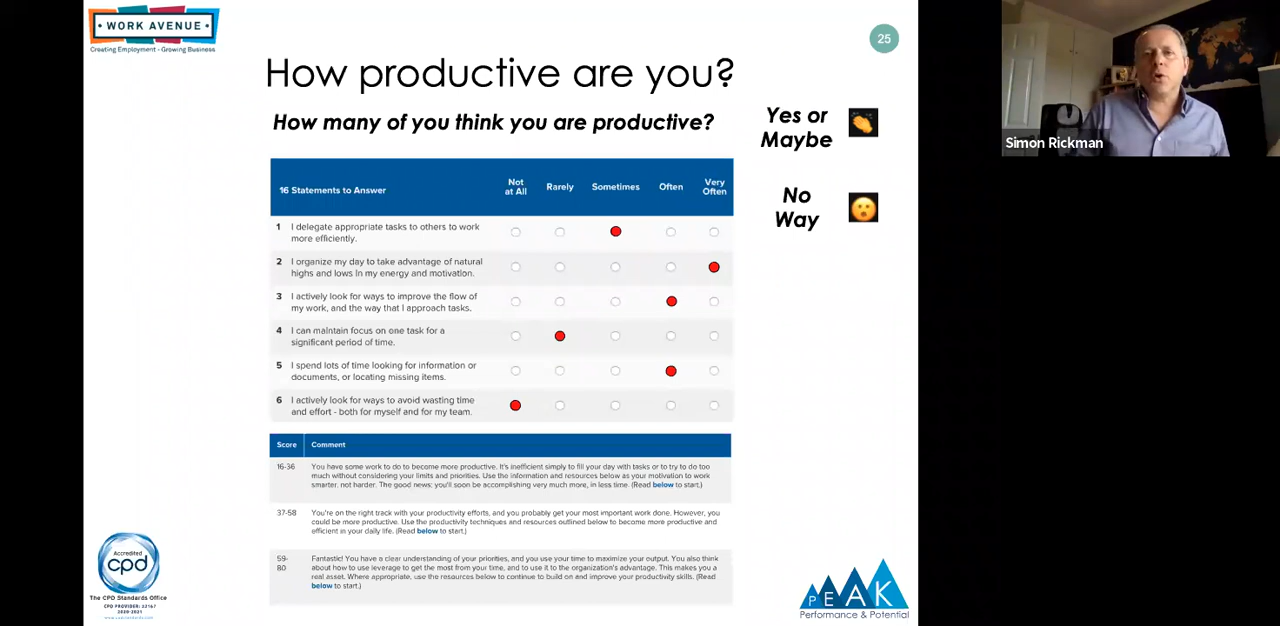 • WORK AVENUE •
Creating Employment - Growing Business
25
How productive are you?
How many of you think you are productive?
Yes or
Maybe
No
Way
16 Statements to Answer
Not
at All
Rarely
Sometimes
Often
Very
Often
1 I delegate appropriate tasks to others to work
more efficiently.
2 I organize my day to take advantage of natural
highs and lows in my energy and motivation.
3 I actively look for ways to improve the flow of
my work, and the way that I approach tasks.
4 I can maintain focus on one task for a
significant period of time.
5 I spend lots of time looking for information or
documents, or locating missing items.
6 I actively look for ways to avoid wasting time
and effort - both for myself and for my team.
Score Comment
16-36 You have some work to do to become more productive. It's inefficient simply to fill your day with tasks or to try to do too
much without considering your limits and priorities. Use the information and resources below as your motivation to work
smarter, not harder. The good news: you'll soon be accomplishing very much more, in less time. (Read below to start.)
37-58 You're on the right track with your productivity efforts, and you probably get your most important work done. However, you
could be more productive. Use the productivity techniques and resources outlined below to become more productive and
efficient in your daily life. (Read below to start.)
59-
80
Fantastic! You have a clear understanding of your priorities, and you use your time to maximize your output. You also think
about how to use leverage to get the most from your time, and to use it to the organization's advantage. This makes you a
real asset. Where appropriate, use the resources below to continue to build on and improve your productivity skills. (Read
below to start.)
Accredited
cpd
The CPD Standards Office
CPD PROVIDER: 22167
2020-2021
PEAK
Performance & Potential
Simon Rickman